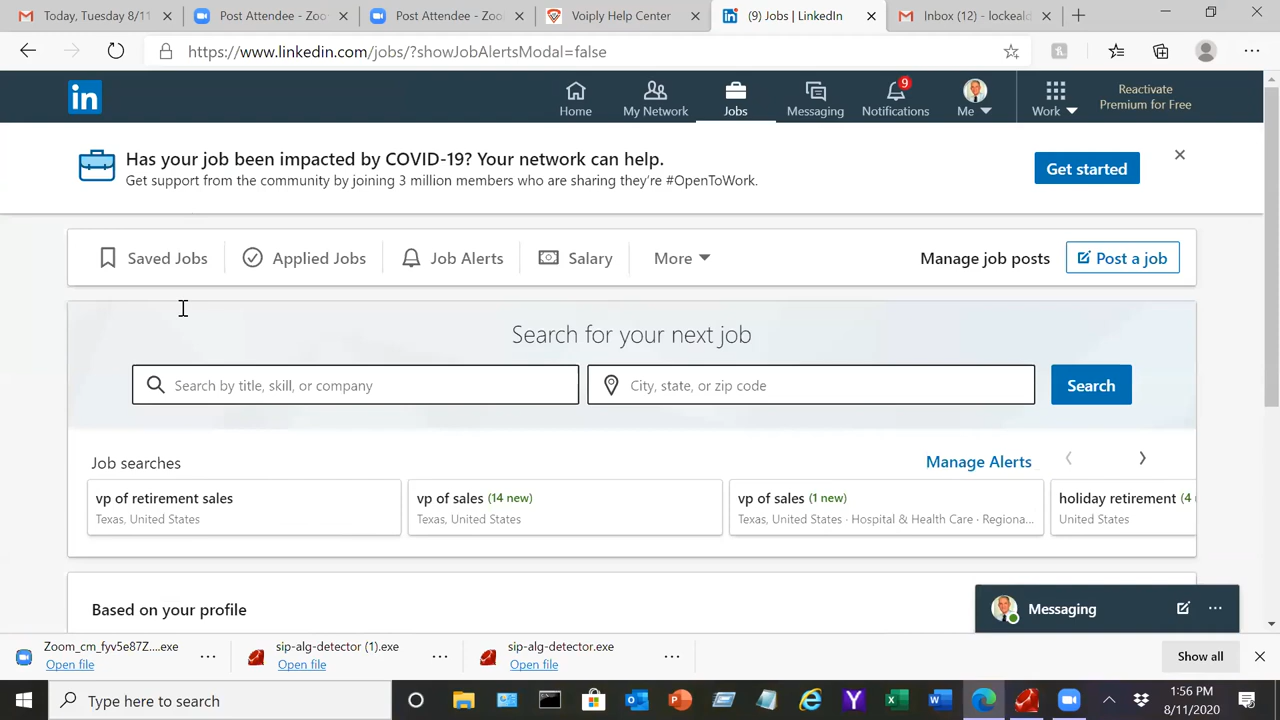 Today, Tuesday 8/11
Post Attendee - Zoo
Post Attendee - Zoo
Voiply Help Center
(9) Jobs | LinkedIn
Inbox (12) - lockeald
https://www.linkedin.com/jobs/?showJobAlertsModal=false
in
Home
My Network
Jobs
Messaging
9
Notifications
Me
Work
Reactivate
Premium for Free
Has your job been impacted by COVID-19? Your network can help.
Get support from the community by joining 3 million members who are sharing they're #OpenToWork.
Get started
Saved Jobs
Applied Jobs
Job Alerts
Salary
More
Manage job posts
Post a job
Search for your next job
Search by title, skill, or company
City, state, or zip code
Search
Job searches
Manage Alerts
vp of retirement sales
Texas, United States
vp of sales (14 new)
Texas, United States
vp of sales (1 new)
Texas, United States · Hospital & Health Care · Regiona...
holiday retirement (4
United States
Based on your profile
Messaging
Zoom_cm_fyv5e87Z....exe
Open file
sip-alg-detector (1).exe
Open file
sip-alg-detector.exe
Open file
Show all
Type here to search
1:56 PM
8/11/2020